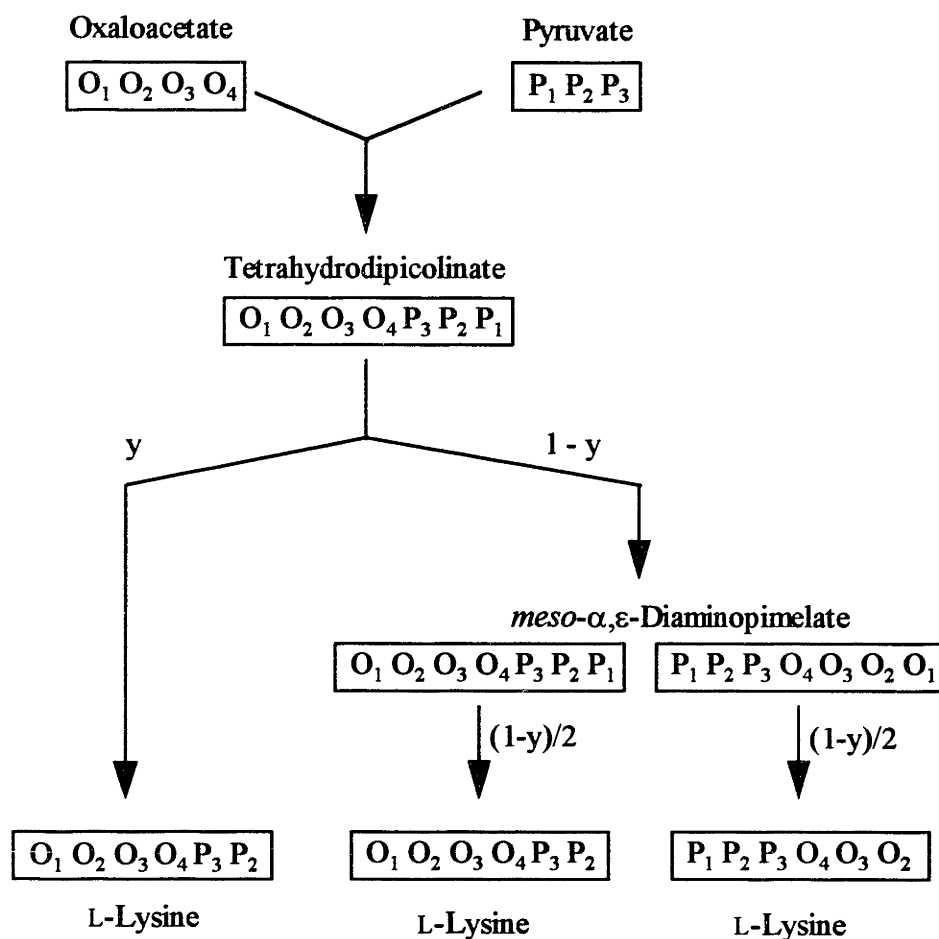 Oxaloacetate Pyruvate
O₁ O₂ O₃ O₄ P₁ P₂ P₃
Tetrahydrodipicolinate
O₁ O₂ O₃ O₄ P₃ P₂ P₁
y 1 - y
meso-α,ε-Diaminopimelate
O₁ O₂ O₃ O₄ P₃ P₂ P₁ P₁ P₂ P₃ O₄ O₃ O₂ O₁
(1-y)/2 (1-y)/2
O₁ O₂ O₃ O₄ P₃ P₂ O₁ O₂ O₃ O₄ P₃ P₂ P₁ P₂ P₃ O₄ O₃ O₂
L-Lysine L-Lysine L-Lysine